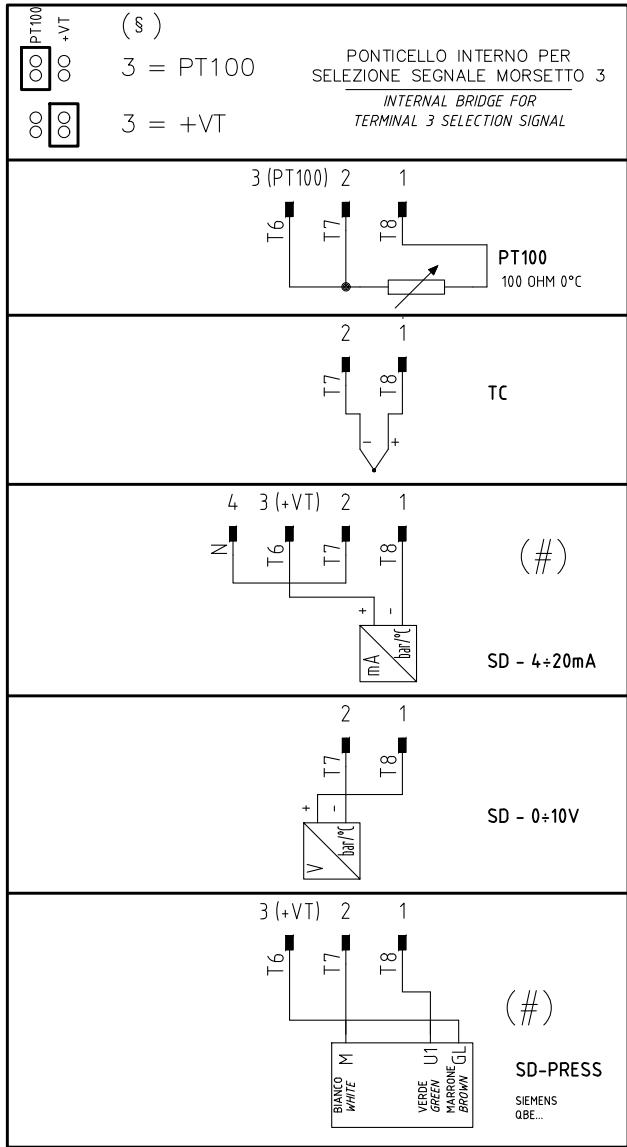 PT100
+VT
(§)
3 = PT100
3 = +VT
PONTICELLO INTERNO PER
SELEZIONE SEGNALE MORSETTO 3
INTERNAL BRIDGE FOR
TERMINAL 3 SELECTION SIGNAL
3 (PT100) 2 1
T6 T7 T8
PT100
100 OHM 0°C
2 1
T7 T8
TC
- +
4 3 (+VT) 2 1
N T6 T7 T8
(#)
+ -
mA bar/°C
SD - 4÷20mA
2 1
T7 T8
+ -
V bar/°C
SD - 0÷10V
3 (+VT) 2 1
T6 T7 T8
(#)
M U1 GL
BIANCO
WHITE
VERDE
GREEN
MARRONE
BROWN
SD-PRESS
SIEMENS
QBE...